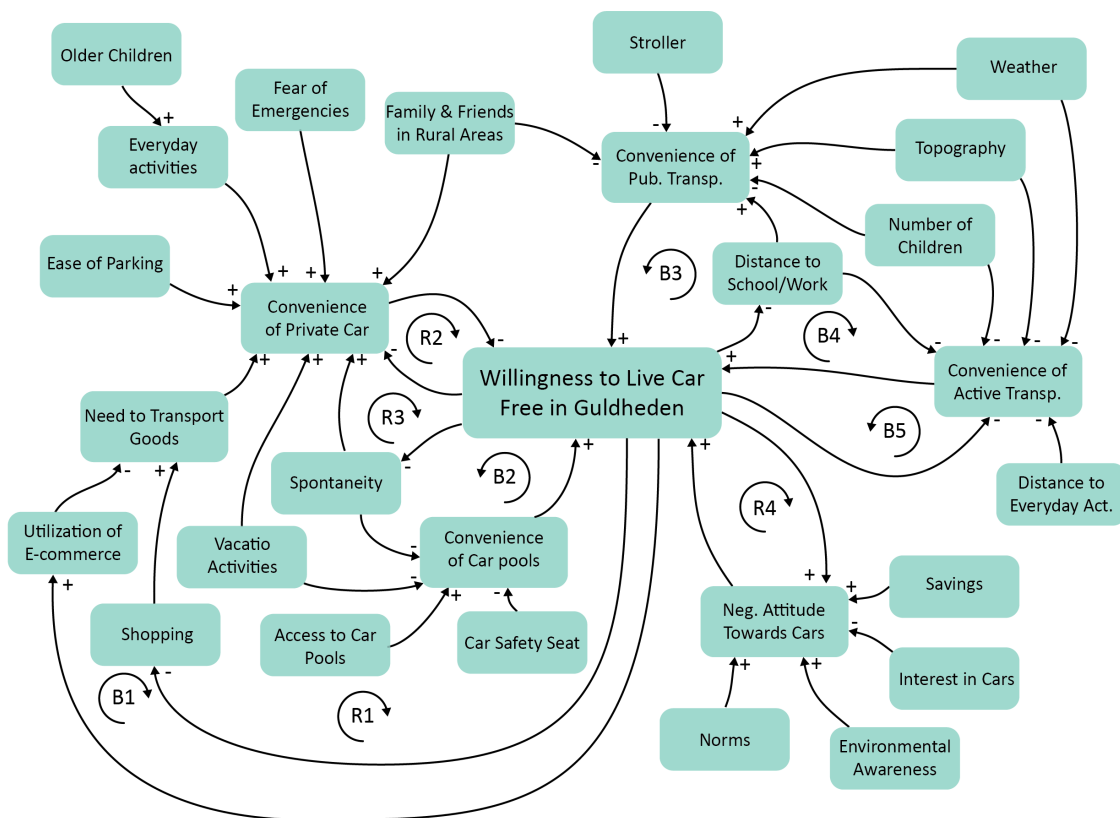 Older Children
Stroller
Weather
Fear of
Emergencies
Family & Friends
in Rural Areas
+
-
+
Everyday
activities
Convenience of
Pub. Transp.
Topography
-
+
-
+
Number of
Children
Ease of Parking
+
+
+
+
Distance to
School/Work
B3
Convenience
of Private Car
R2
-
+
-
B4
-
-
-
-
+
+
+
-
+
Willingness to Live Car
Free in Guldheden
Convenience of
Active Transp.
Need to Transport
Goods
R3
B5
-
-
-
+
-
+
+
Spontaneity
B2
Distance to
Everyday Act.
R4
Utilization of
E-commerce
Vacatio
Activities
Convenience
of Car pools
-
-
+
+
-
+
+
Savings
Shopping
Access to Car
Pools
Car Safety Seat
Neg. Attitude
Towards Cars
-
-
+
+
Interest in Cars
B1
R1
Norms
Environmental
Awareness